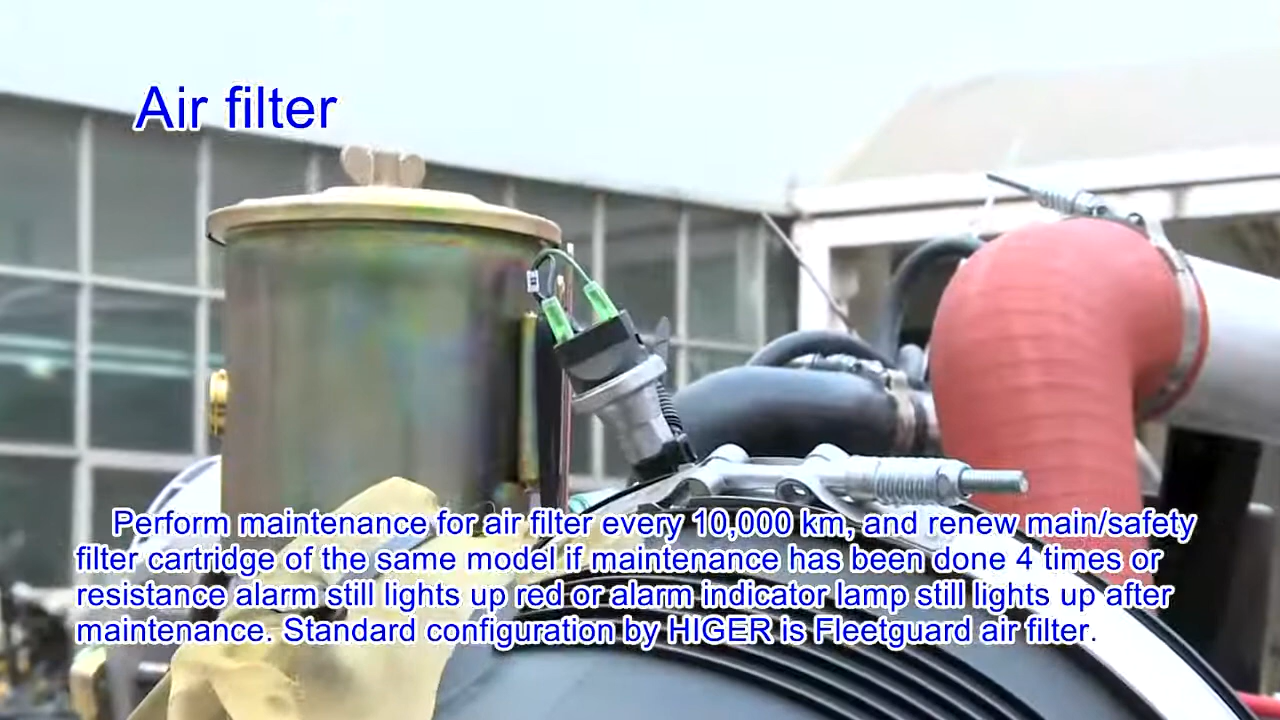 Air filter
Perform maintenance for air filter every 10,000 km, and renew main/safety
filter cartridge of the same model if maintenance has been done 4 times or
resistance alarm still lights up red or alarm indicator lamp still lights up after
maintenance. Standard configuration by HIGER is Fleetguard air filter.